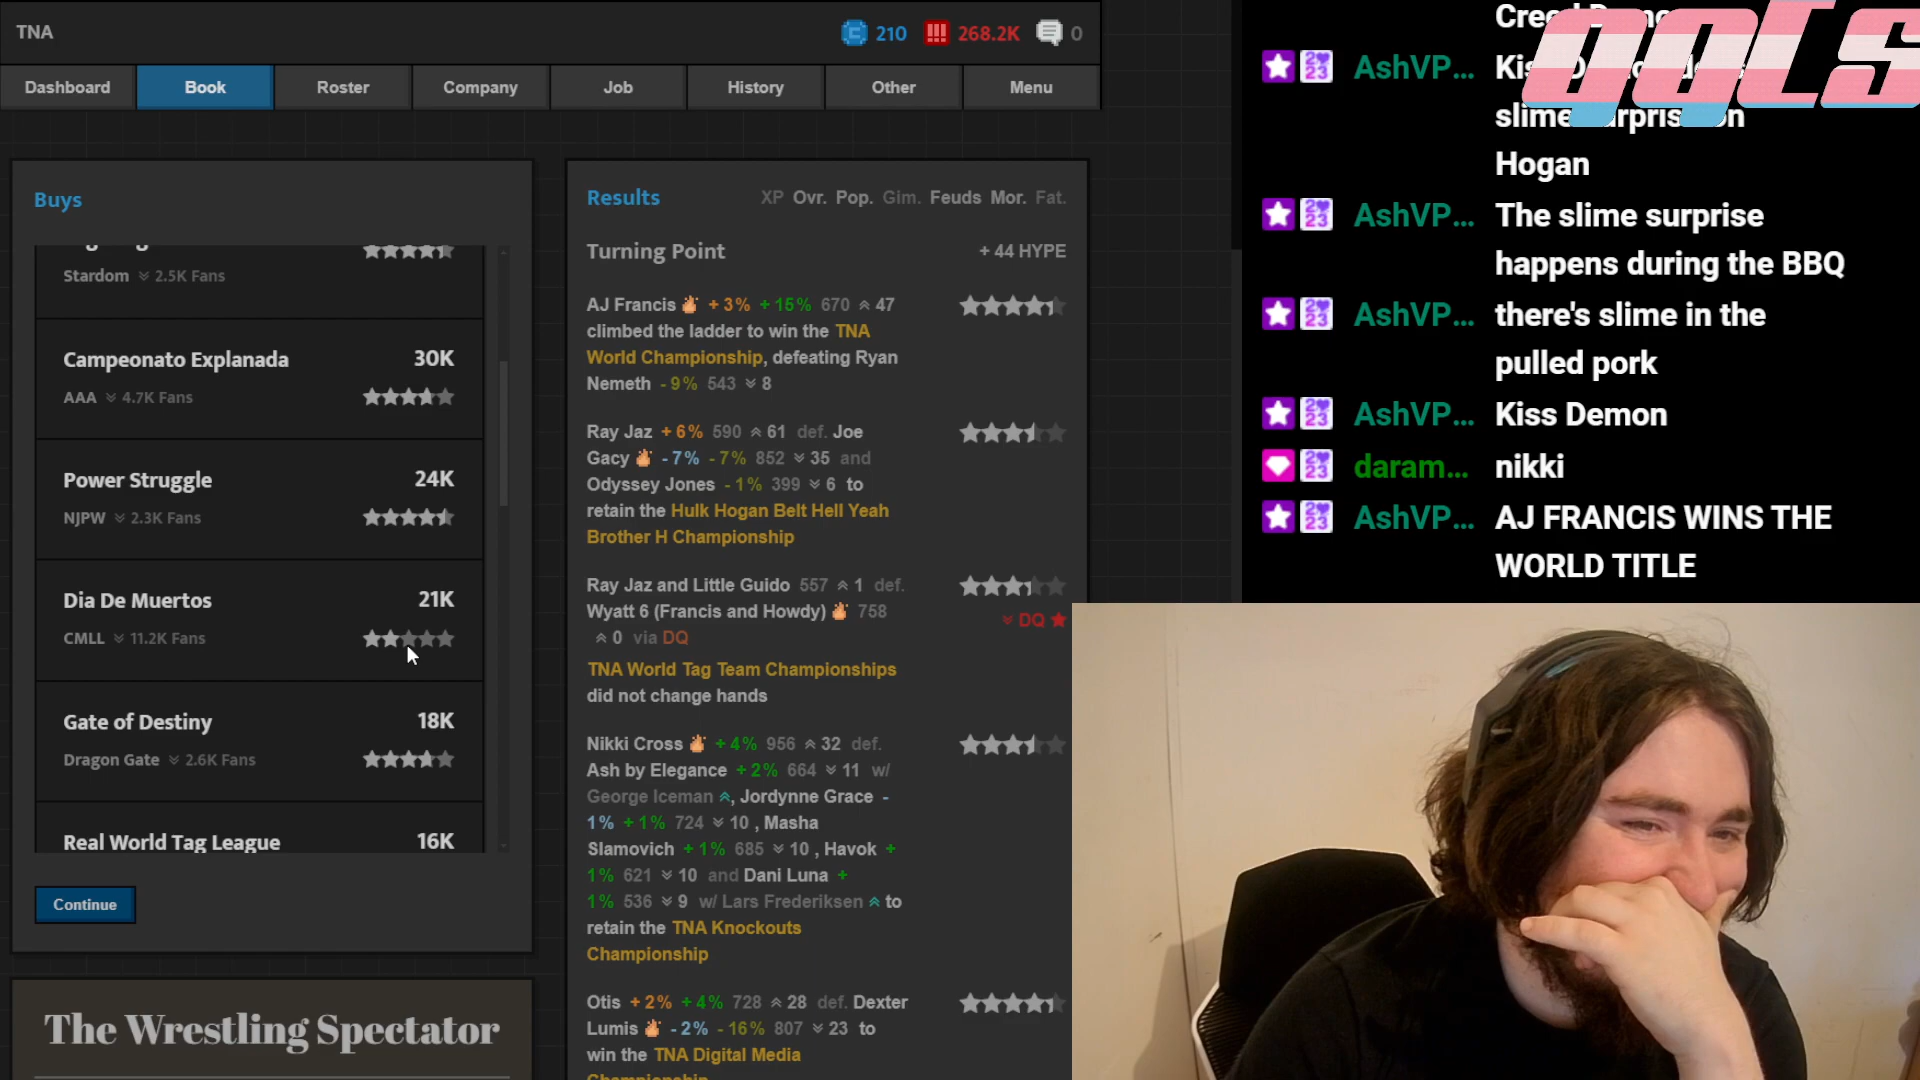 TNA
210
268.2K
0
Dashboard
Book
Roster
Company
Job
History
Other
Menu
Buys
Stardom 2.5K Fans
Campeonato Explanada 30K
AAA 4.7K Fans
Power Struggle 24K
NJPW 2.3K Fans
Dia De Muertos 21K
CMLL 11.2K Fans
Gate of Destiny 18K
Dragon Gate 2.6K Fans
Real World Tag League 16K
Continue
The Wrestling Spectator
Results XP Ovr. Pop. Gim. Feuds Mor. Fat.
Turning Point + 44 HYPE
AJ Francis + 3% + 15% 670 47
climbed the ladder to win the TNA
World Championship, defeating Ryan
Nemeth - 9% 543 8
Ray Jaz + 6% 590 61 def. Joe
Gacy - 7% - 7% 852 35 and
Odyssey Jones - 1% 399 6 to
retain the Hulk Hogan Belt Hell Yeah
Brother H Championship
Ray Jaz and Little Guido 557 1 def.
Wyatt 6 (Francis and Howdy) 758
0 via DQ
DQ
TNA World Tag Team Championships
did not change hands
Nikki Cross + 4% 956 32 def.
Ash by Elegance + 2% 664 11 w/
George Iceman , Jordynne Grace -
1% + 1% 724 10 , Masha
Slamovich + 1% 685 10 , Havok +
1% 621 10 and Dani Luna +
1% 536 9 w/ Lars Frederiksen to
retain the TNA Knockouts
Championship
Otis + 2% + 4% 728 28 def. Dexter
Lumis - 2% - 16% 807 23 to
win the TNA Digital Media
Championship
AshVP...
slime surprise on
Hogan
AshVP... The slime surprise
happens during the BBQ
AshVP... there's slime in the
pulled pork
AshVP... Kiss Demon
daram... nikki
AshVP... AJ FRANCIS WINS THE
WORLD TITLE